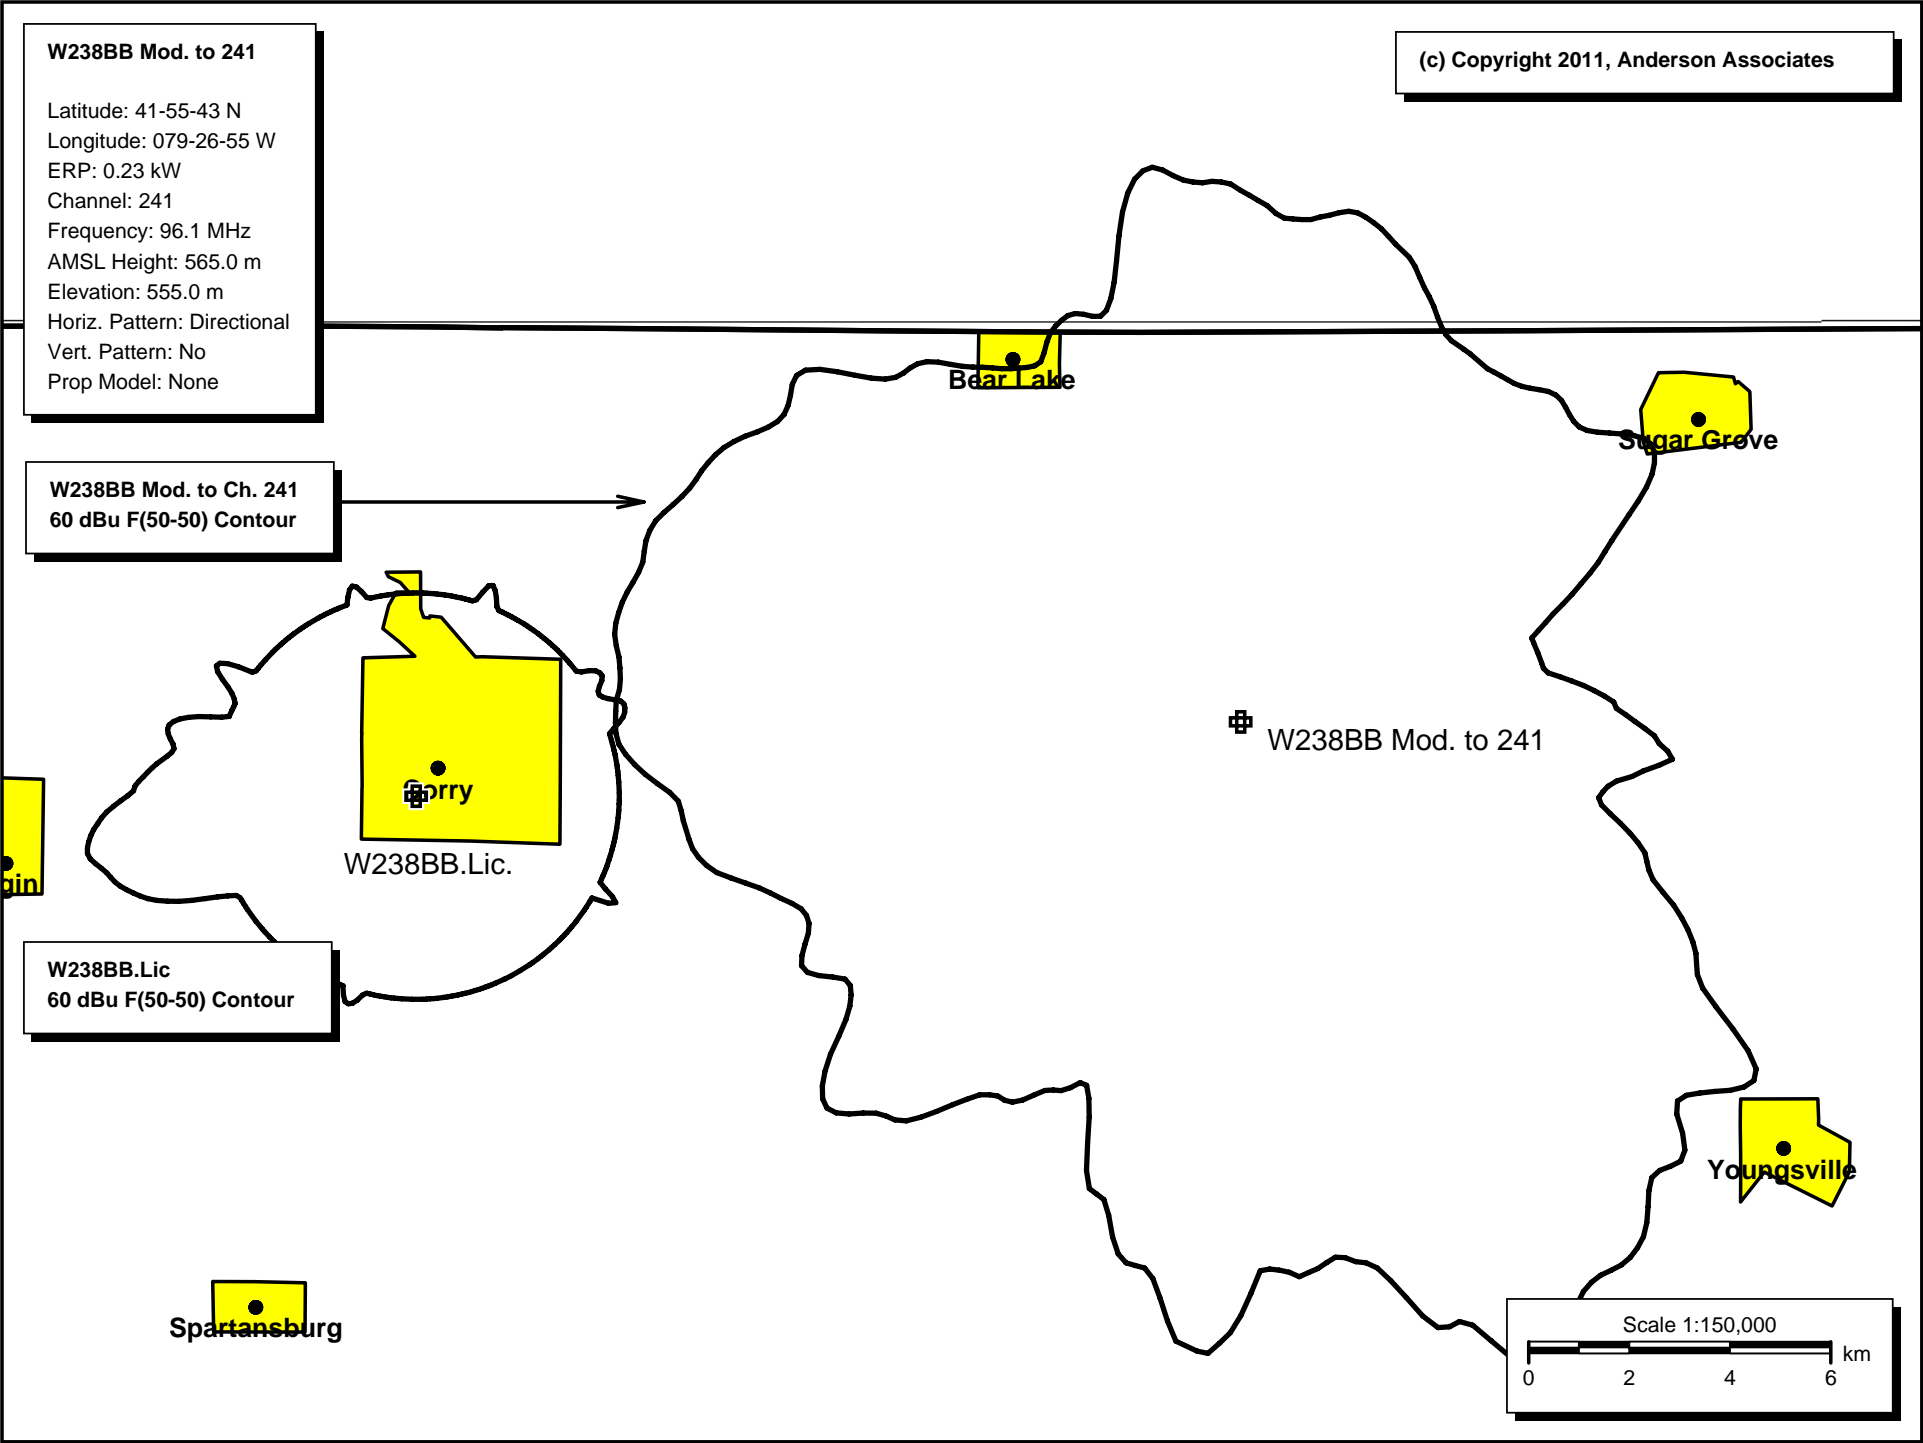 W238BB Mod. to 241
Latitude: 41-55-43 N
Longitude: 079-26-55 W
ERP: 0.23 kW
Channel: 241
Frequency: 96.1 MHz
AMSL Height: 565.0 m
Elevation: 555.0 m
Horiz. Pattern: Directional
Vert. Pattern: No
Prop Model: None
(c) Copyright 2011, Anderson Associates
Bear Lake
Sugar Grove
W238BB Mod. to Ch. 241
60 dBu F(50-50) Contour
W238BB Mod. to 241
Corry
W238BB.Lic.
gin
W238BB.Lic
60 dBu F(50-50) Contour
Youngsville
Spartansburg
Scale 1:150,000
km
0 2 4 6